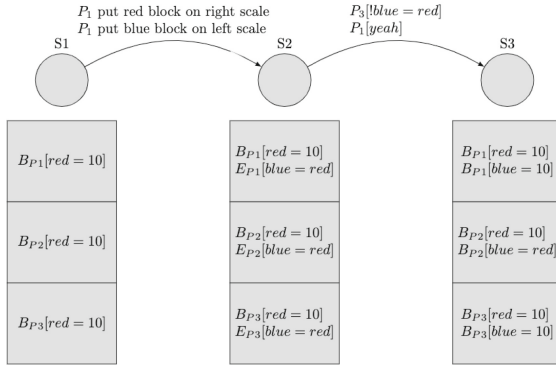 P1 put red block on right scale
P1 put blue block on left scale
P3[!blue = red]
P1[yeah]
S1
S2
S3
BP1[red = 10]
BP1[red = 10]
EP1[blue = red]
BP1[red = 10]
BP1[blue = 10]
BP2[red = 10]
BP2[red = 10]
EP2[blue = red]
BP2[red = 10]
BP2[blue = red]
BP3[red = 10]
BP3[red = 10]
EP3[blue = red]
BP3[red = 10]
BP3[blue = 10]